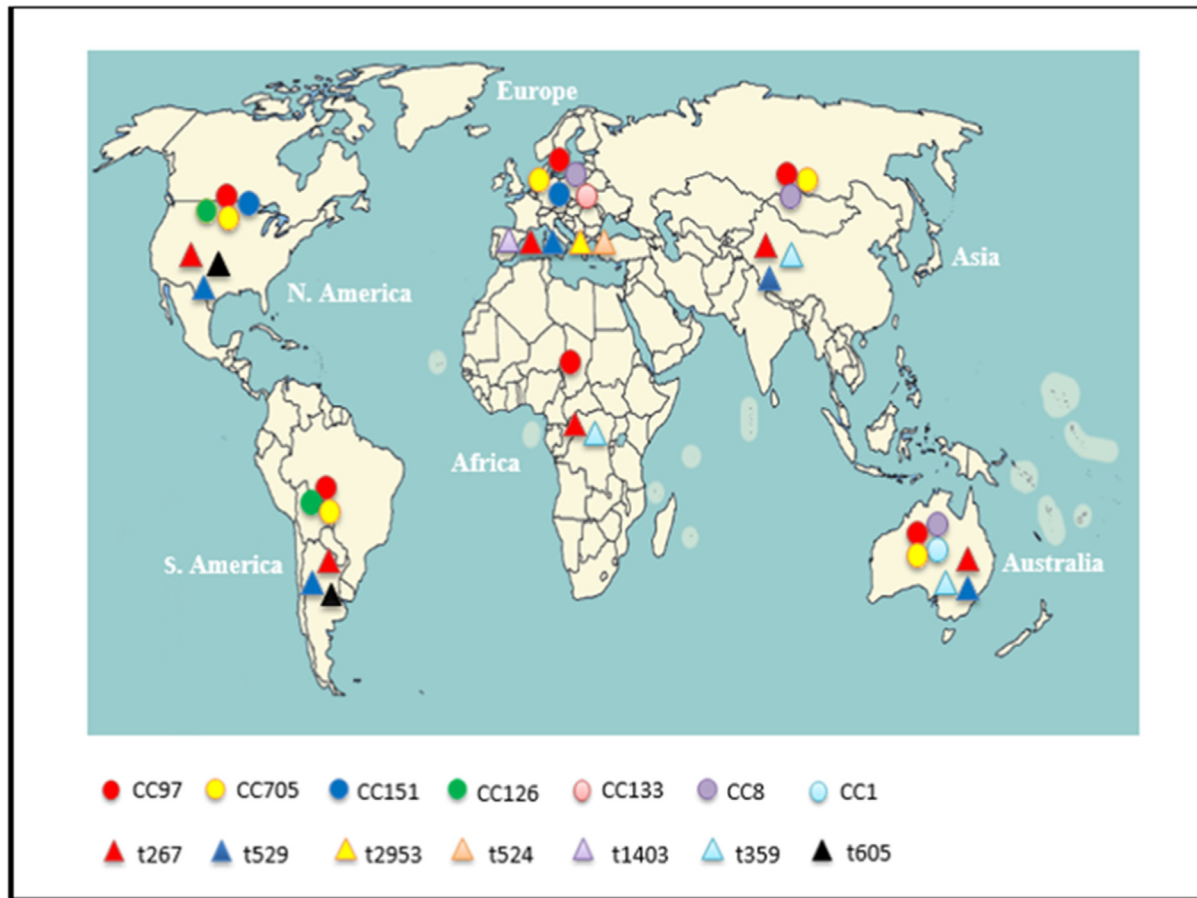 Europe
Asia
N. America
Africa
S. America
Australia
CC97 CC705 CC151 CC126 CC133 CC8 CC1
t267 t529 t2953 t524 t1403 t359 t605